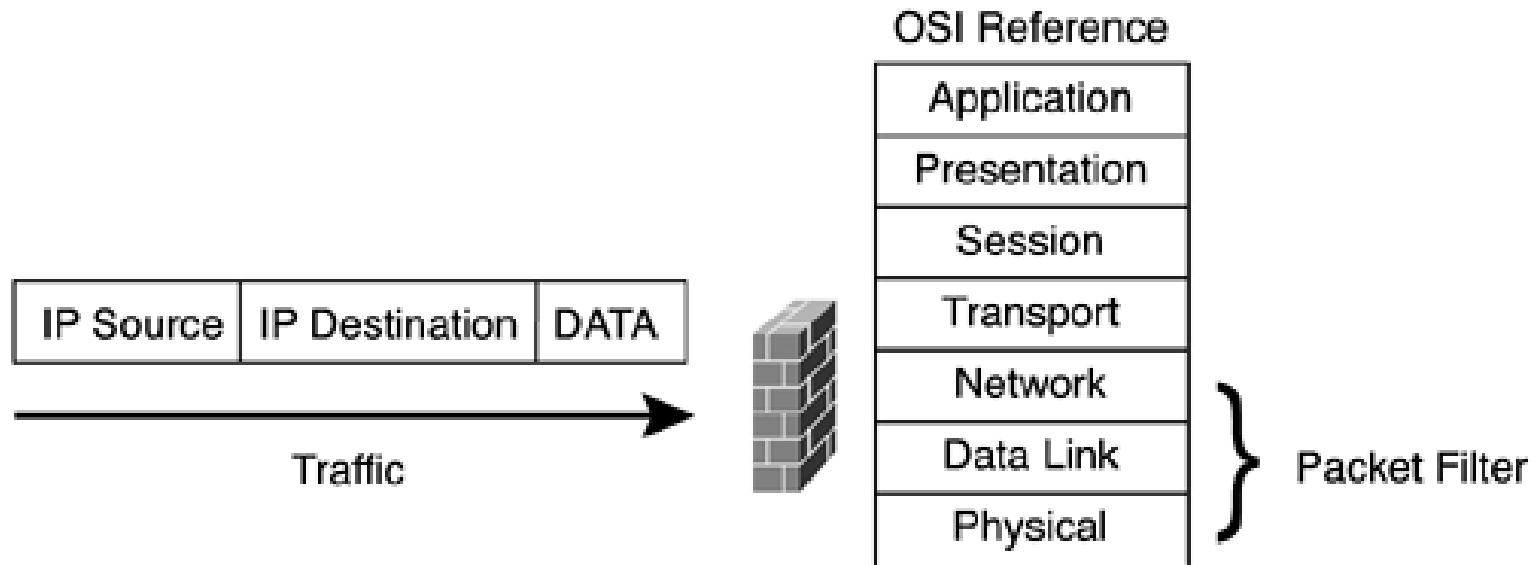 OSI Reference
Application
Presentation
Session
Transport
Network
Data Link
Physical
IP Source IP Destination DATA
Traffic
Packet Filter